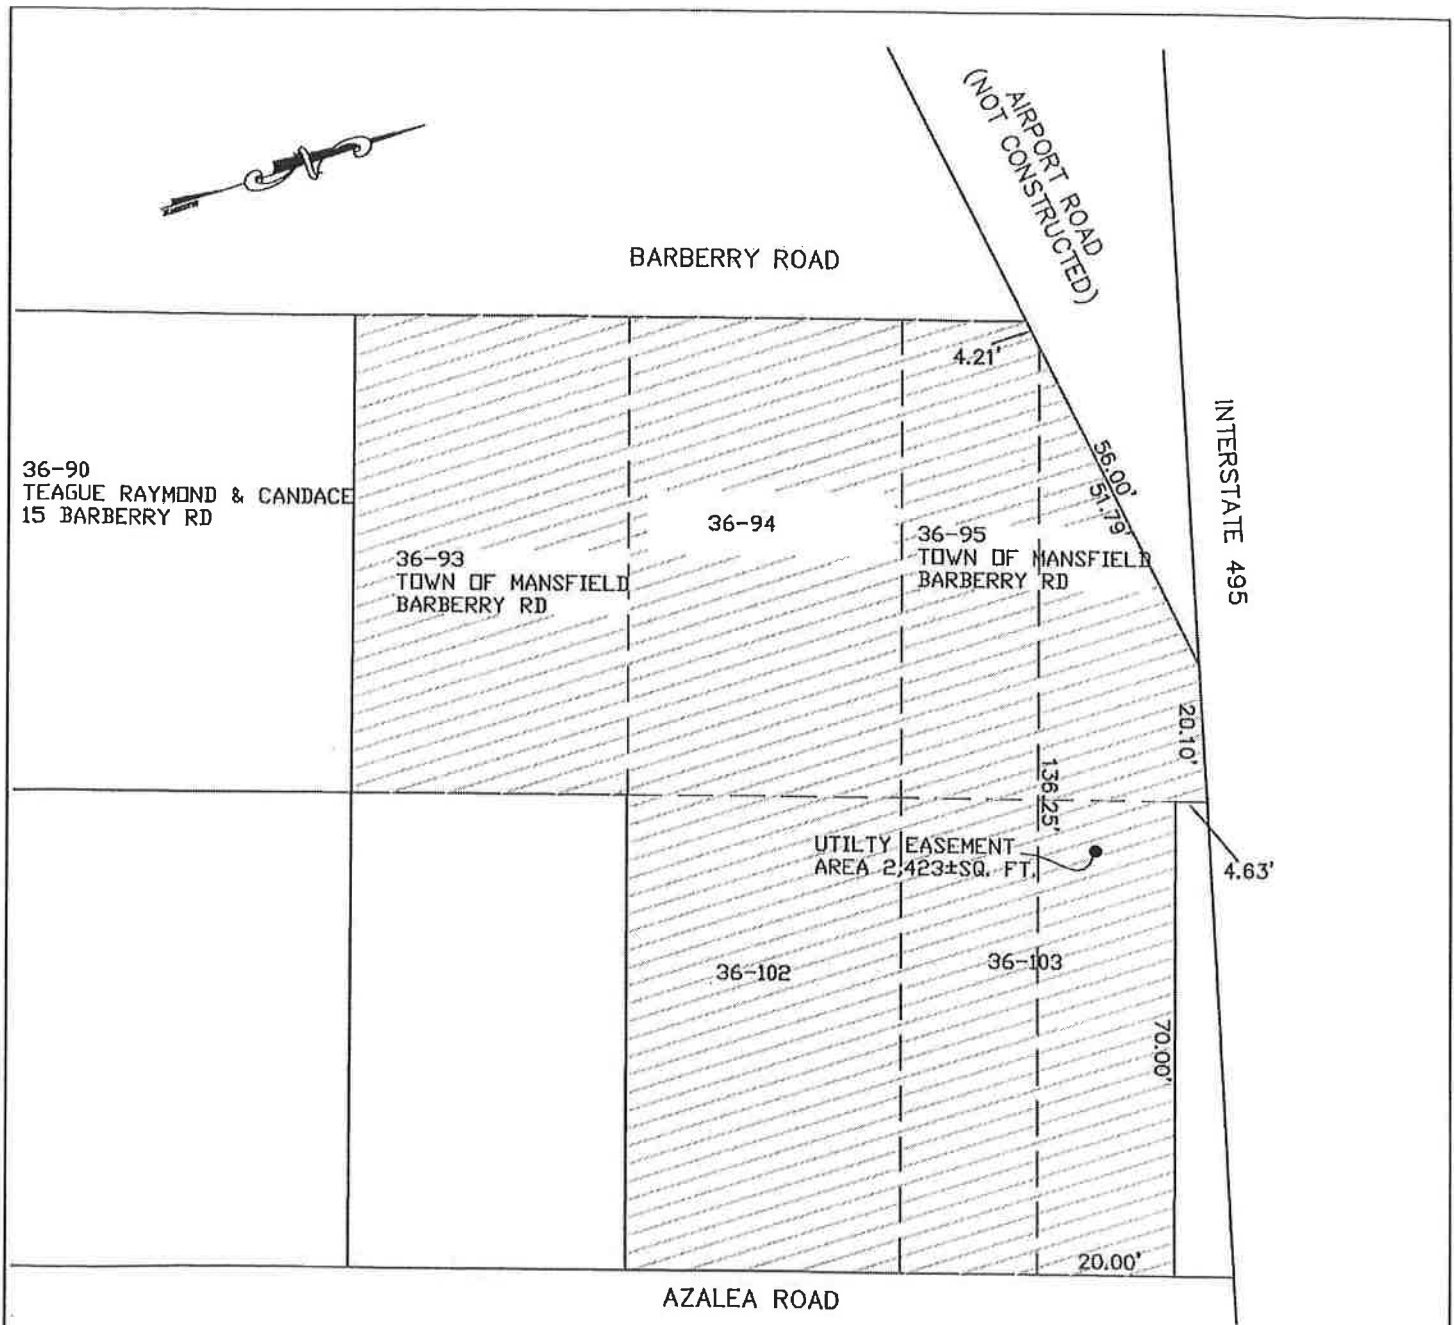 AIRPORT ROAD
(NOT CONSTRUCTED)
BARBERRY ROAD
4.21'
INTERSTATE 495
56.00'
51.79'
36-90
TEAGUE RAYMOND & CANDACE
15 BARBERRY RD
36-93
TOWN OF MANSFIELD
BARBERRY RD
36-94
36-95
TOWN OF MANSFIELD
BARBERRY RD
20.10'
136.25'
UTILTY EASEMENT
AREA 2,423±SQ. FT.
4.63'
36-102
36-103
70.00'
20.00'
AZALEA ROAD